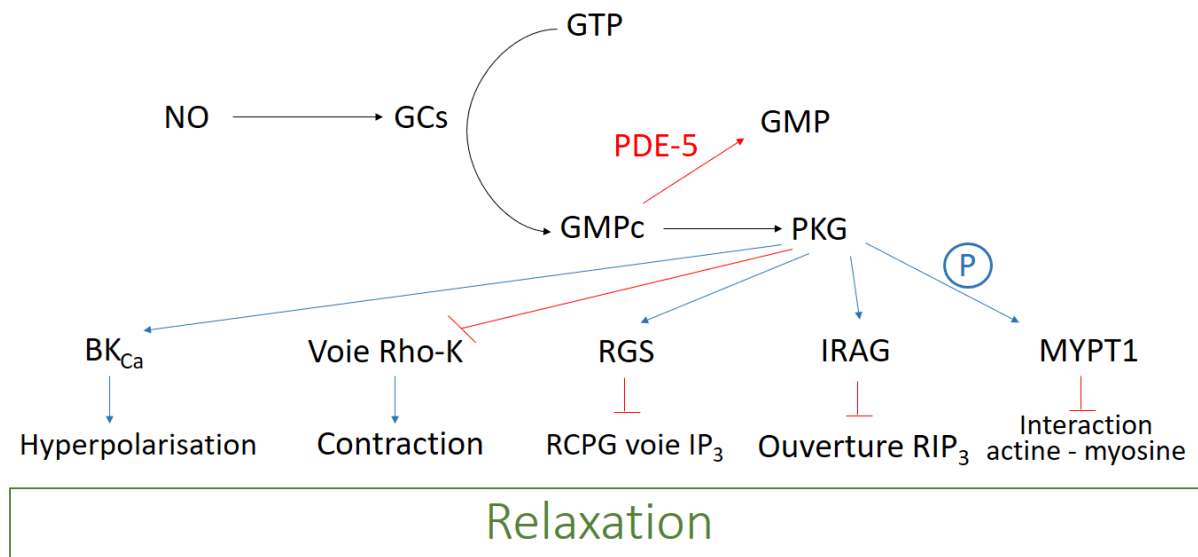 GTP
NO
GCs
GMP
PDE-5
GMPc
PKG
P
BKCa
Voie Rho-K
RGS
IRAG
MYPT1
Hyperpolarisation
Contraction
RCPG voie IP3
Ouverture RIP3
Interaction
actine - myosine
Relaxation